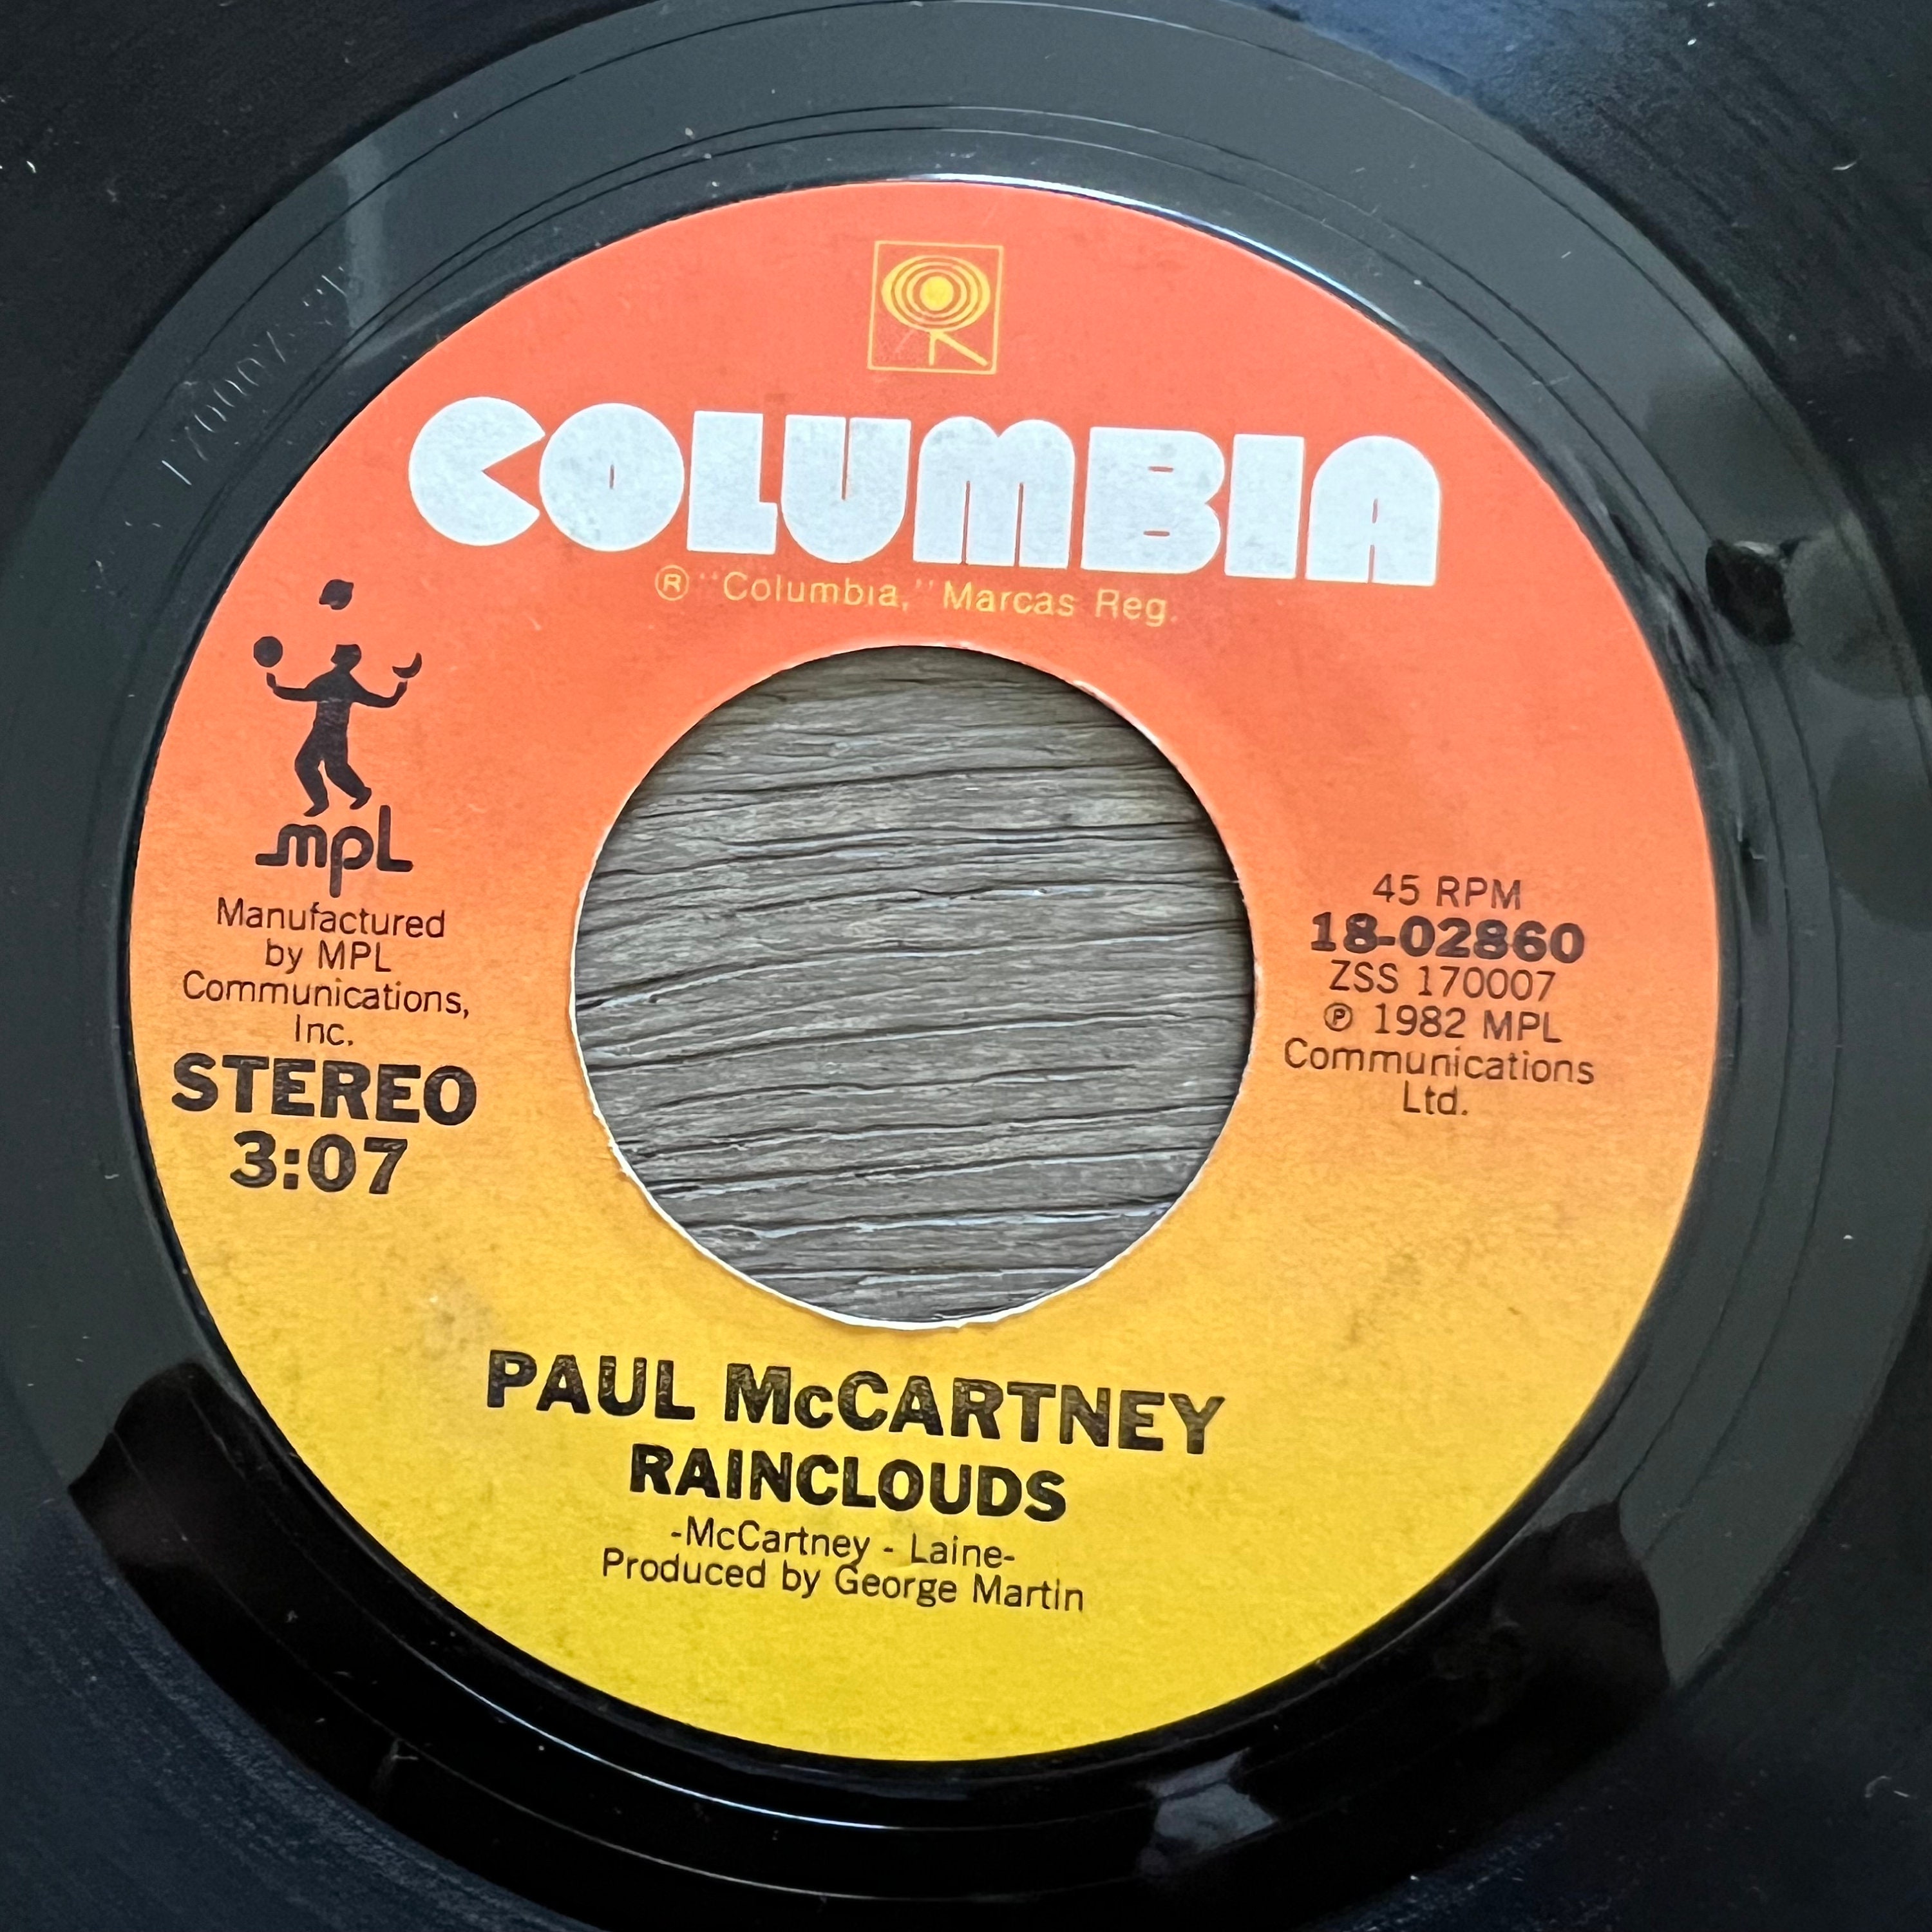 COLUMBIA
® "Columbia," Marcas Reg.
mpl
Manufactured
by MPL
Communications,
Inc.
STEREO
3:07
45 RPM
18-02860
ZSS 170007
℗ 1982 MPL
Communications
Ltd.
PAUL McCARTNEY
RAINCLOUDS
-McCartney - Laine-
Produced by George Martin
170007